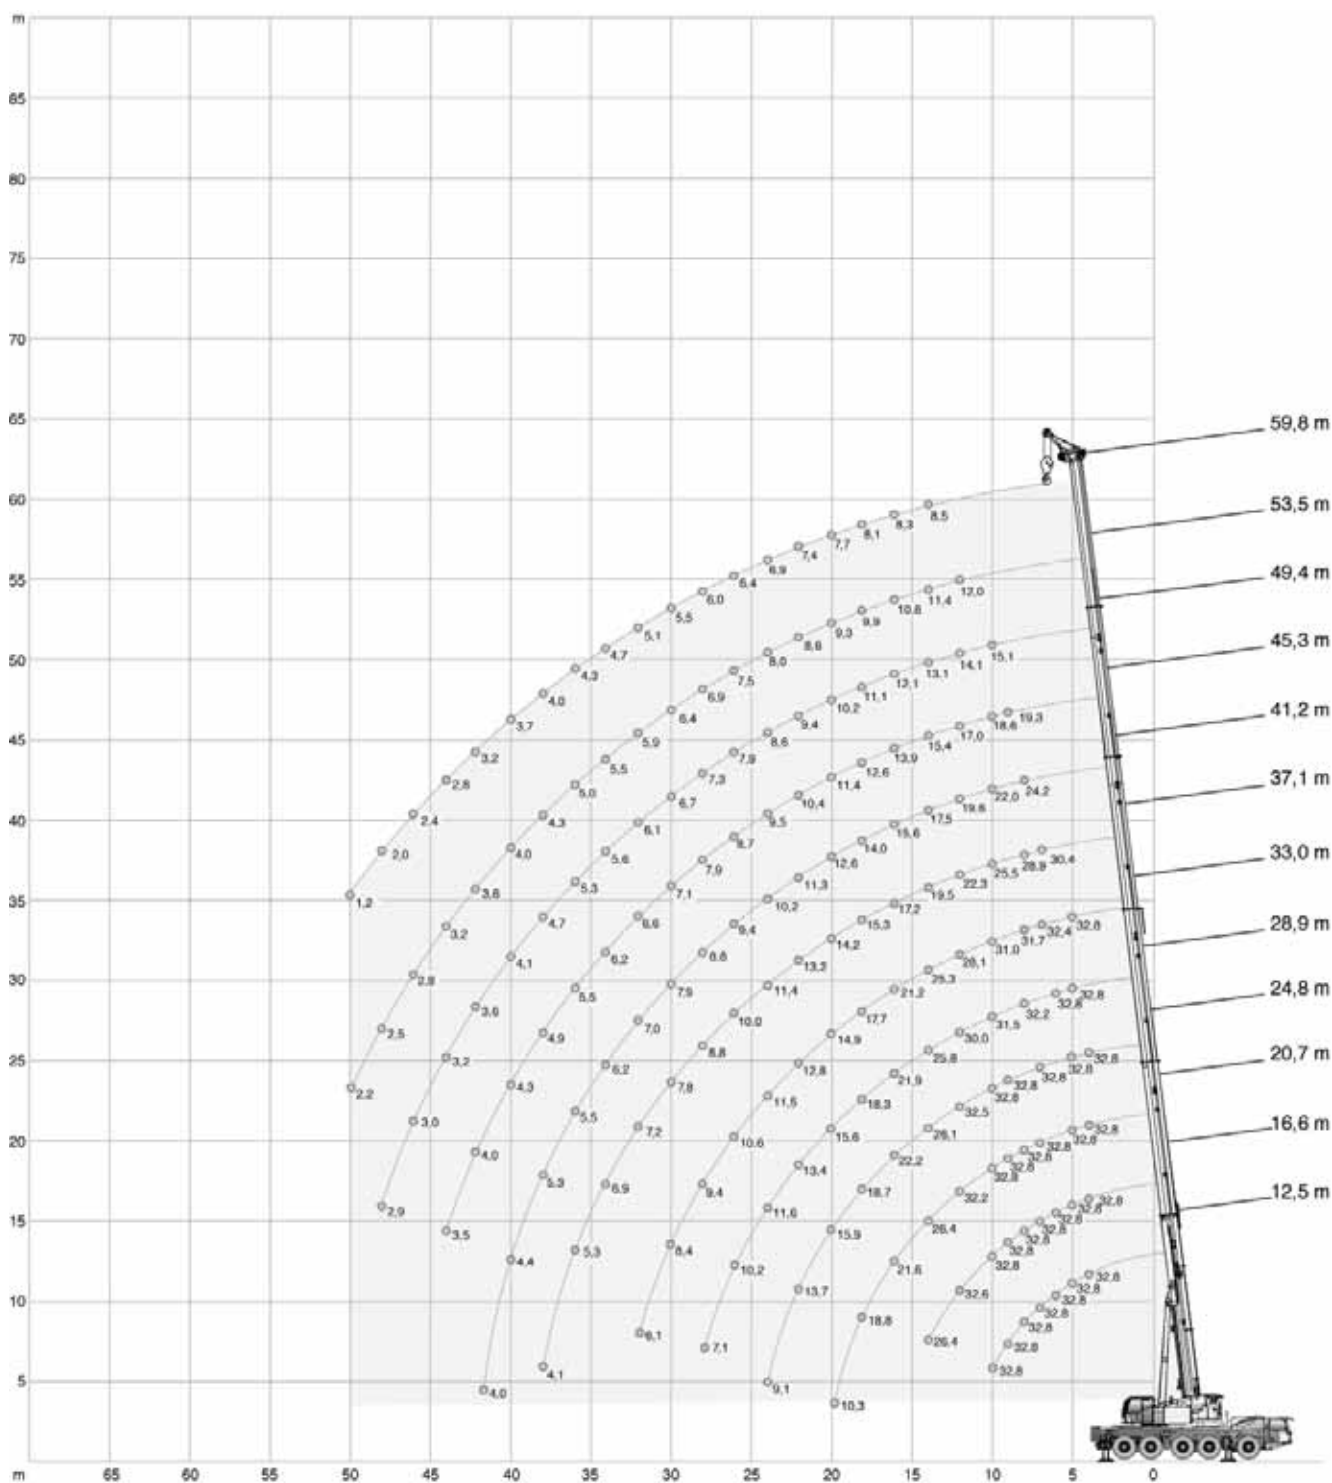 m
85
80
75
70
65
60
55
50
45
40
35
30
25
20
15
10
5
59,8 m
53,5 m
49,4 m
45,3 m
41,2 m
37,1 m
33,0 m
28,9 m
24,8 m
20,7 m
16,6 m
12,5 m
1,2 2,0 2,4 2,8 3,2 3,7 4,0 4,3 4,7 5,1 5,5 6,0 6,4 6,9 7,4 7,7 8,1 8,3 8,5
2,2 2,5 2,8 3,2 3,6 4,0 4,3 5,0 5,5 5,9 6,4 6,9 7,5 8,0 8,6 9,3 9,9 10,6 11,4 12,0
2,9 3,0 3,2 3,6 4,1 4,7 5,3 5,6 6,1 6,7 7,3 7,9 8,6 9,4 10,2 11,1 12,1 13,1 14,1 15,1
3,5 4,0 4,3 4,9 5,5 6,2 6,6 7,1 7,9 8,7 9,5 10,4 11,4 12,6 13,9 15,4 17,0 18,6 19,3
4,0 4,4 5,3 5,5 6,2 7,0 7,9 8,6 9,4 10,2 11,3 12,6 14,0 15,6 17,5 19,6 22,0 24,2
4,1 5,3 6,9 7,2 7,8 8,8 10,0 11,4 13,2 14,2 15,3 17,2 19,5 22,3 25,5 28,9 30,4
6,1 8,4 9,4 10,6 11,5 12,8 14,9 17,7 21,2 25,3 28,1 31,0 31,7 32,4 32,8
7,1 10,2 11,6 13,4 15,6 18,3 21,9 25,8 30,0 31,5 32,2 32,8 32,8
9,1 13,7 15,9 18,7 22,2 26,1 32,5 32,8 32,8 32,8 32,8 32,8
10,3 18,8 21,6 26,4 32,2 32,8 32,8 32,8 32,8 32,8 32,8
26,4 32,6 32,8 32,8 32,8 32,8 32,8 32,8 32,8
32,8 32,8 32,8 32,8 32,8 32,8 32,8
m 65 60 55 50 45 40 35 30 25 20 15 10 5 0